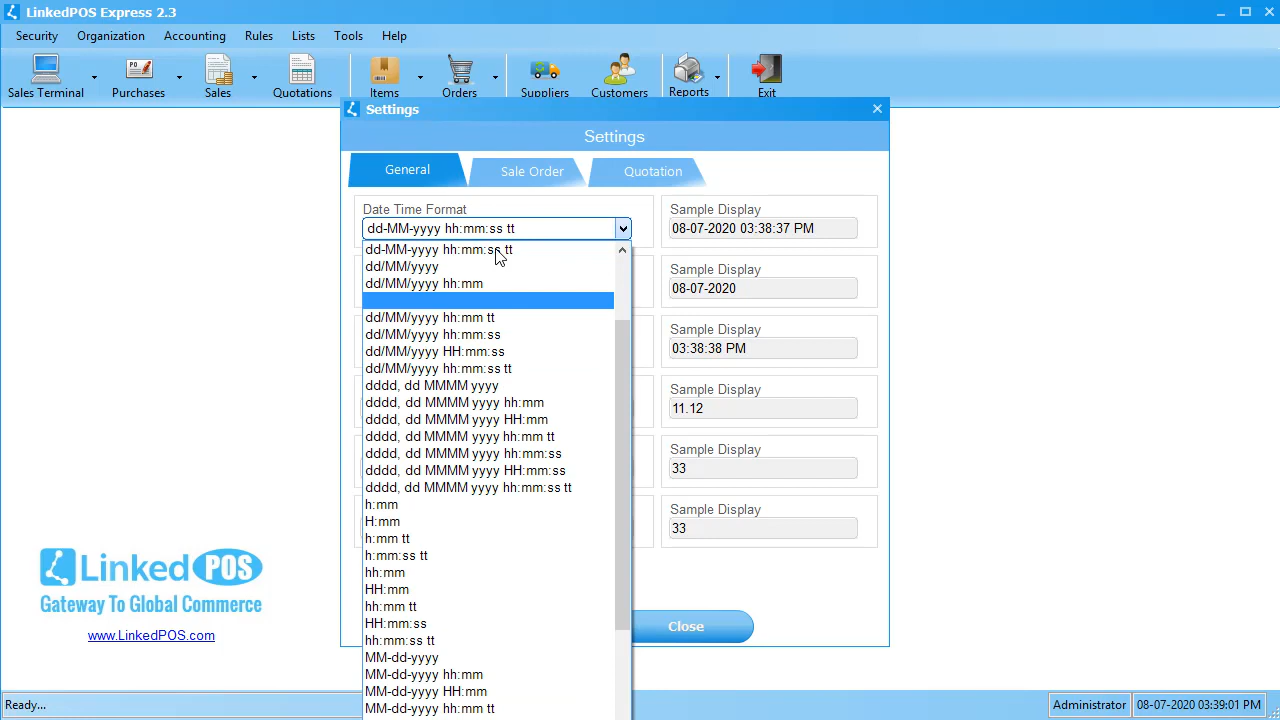 LinkedPOS Express 2.3
Security Organization Accounting Rules Lists Tools Help
Sales Terminal Purchases Sales Quotations Items Orders Suppliers Customers Reports Exit
Settings
Settings
General Sale Order Quotation
Date Time Format
dd-MM-yyyy hh:mm:ss tt
dd-MM-yyyy hh:mm:ss tt
dd/MM/yyyy
dd/MM/yyyy hh:mm
dd/MM/yyyy hh:mm tt
dd/MM/yyyy hh:mm:ss
dd/MM/yyyy HH:mm:ss
dd/MM/yyyy hh:mm:ss tt
dddd, dd MMMM yyyy
dddd, dd MMMM yyyy hh:mm
dddd, dd MMMM yyyy HH:mm
dddd, dd MMMM yyyy hh:mm tt
dddd, dd MMMM yyyy hh:mm:ss
dddd, dd MMMM yyyy HH:mm:ss
dddd, dd MMMM yyyy hh:mm:ss tt
h:mm
H:mm
h:mm tt
h:mm:ss tt
hh:mm
HH:mm
hh:mm tt
HH:mm:ss
hh:mm:ss tt
MM-dd-yyyy
MM-dd-yyyy hh:mm
MM-dd-yyyy HH:mm
MM-dd-yyyy hh:mm tt
Sample Display
08-07-2020 03:38:37 PM
Sample Display
08-07-2020
Sample Display
03:38:38 PM
Sample Display
11.12
Sample Display
33
Sample Display
33
Close
Linked POS
Gateway To Global Commerce
www.LinkedPOS.com
Ready...
Administrator 08-07-2020 03:39:01 PM
PO